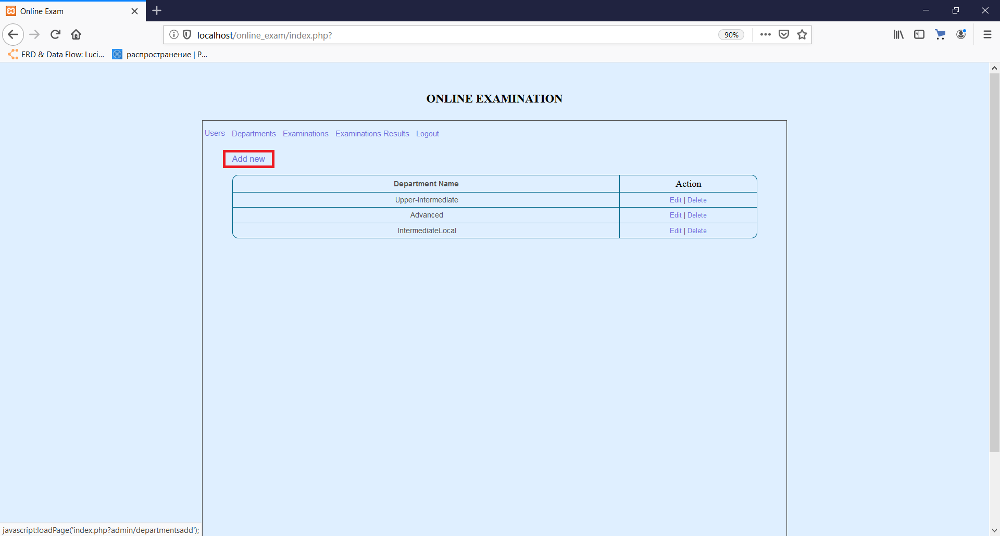 Online Exam
localhost/online_exam/index.php?
90%
ERD & Data Flow: Luci...
распространение | P...
ONLINE EXAMINATION
Users Departments Examinations Examinations Results Logout
Add new
Department Name Action
Upper-Intermediate Edit | Delete
Advanced Edit | Delete
IntermediateLocal Edit | Delete
javascript:loadPage('index.php?admin/departmentsadd');